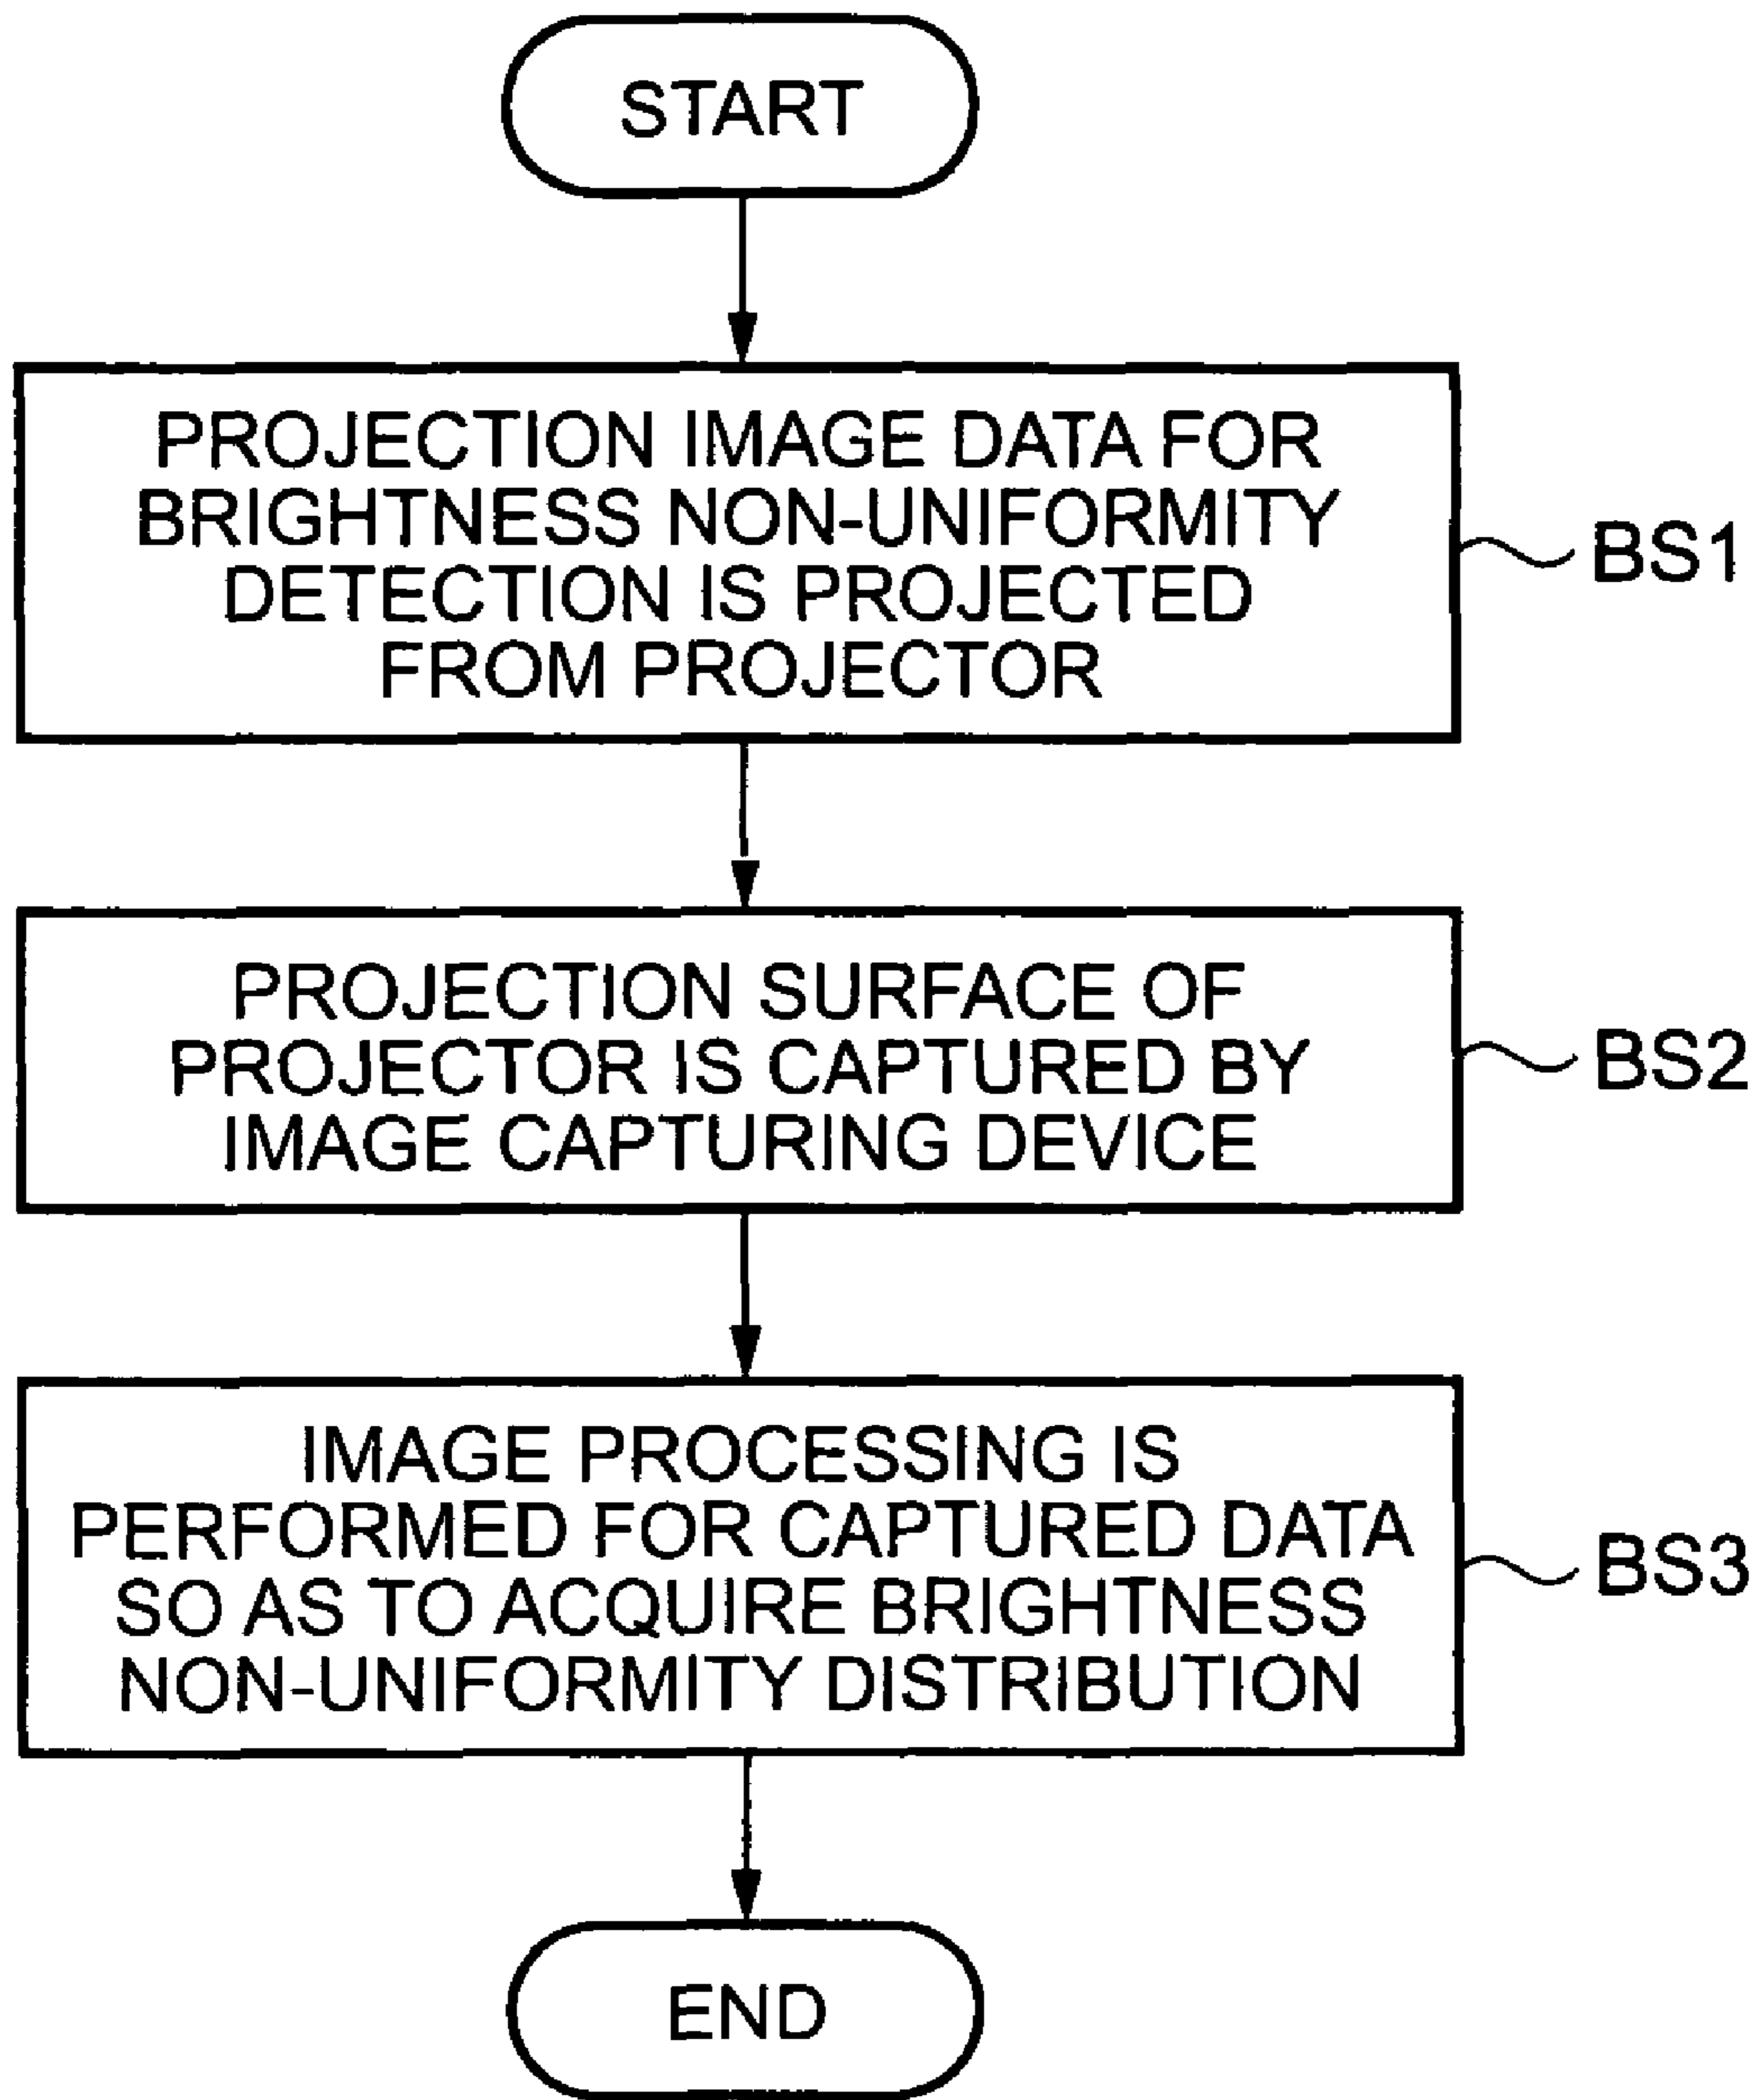 START
PROJECTION IMAGE DATA FOR
BRIGHTNESS NON-UNIFORMITY
DETECTION IS PROJECTED
FROM PROJECTOR
BS1
PROJECTION SURFACE OF
PROJECTOR IS CAPTURED BY
IMAGE CAPTURING DEVICE
BS2
IMAGE PROCESSING IS
PERFORMED FOR CAPTURED DATA
SO AS TO ACQUIRE BRIGHTNESS
NON-UNIFORMITY DISTRIBUTION
BS3
END